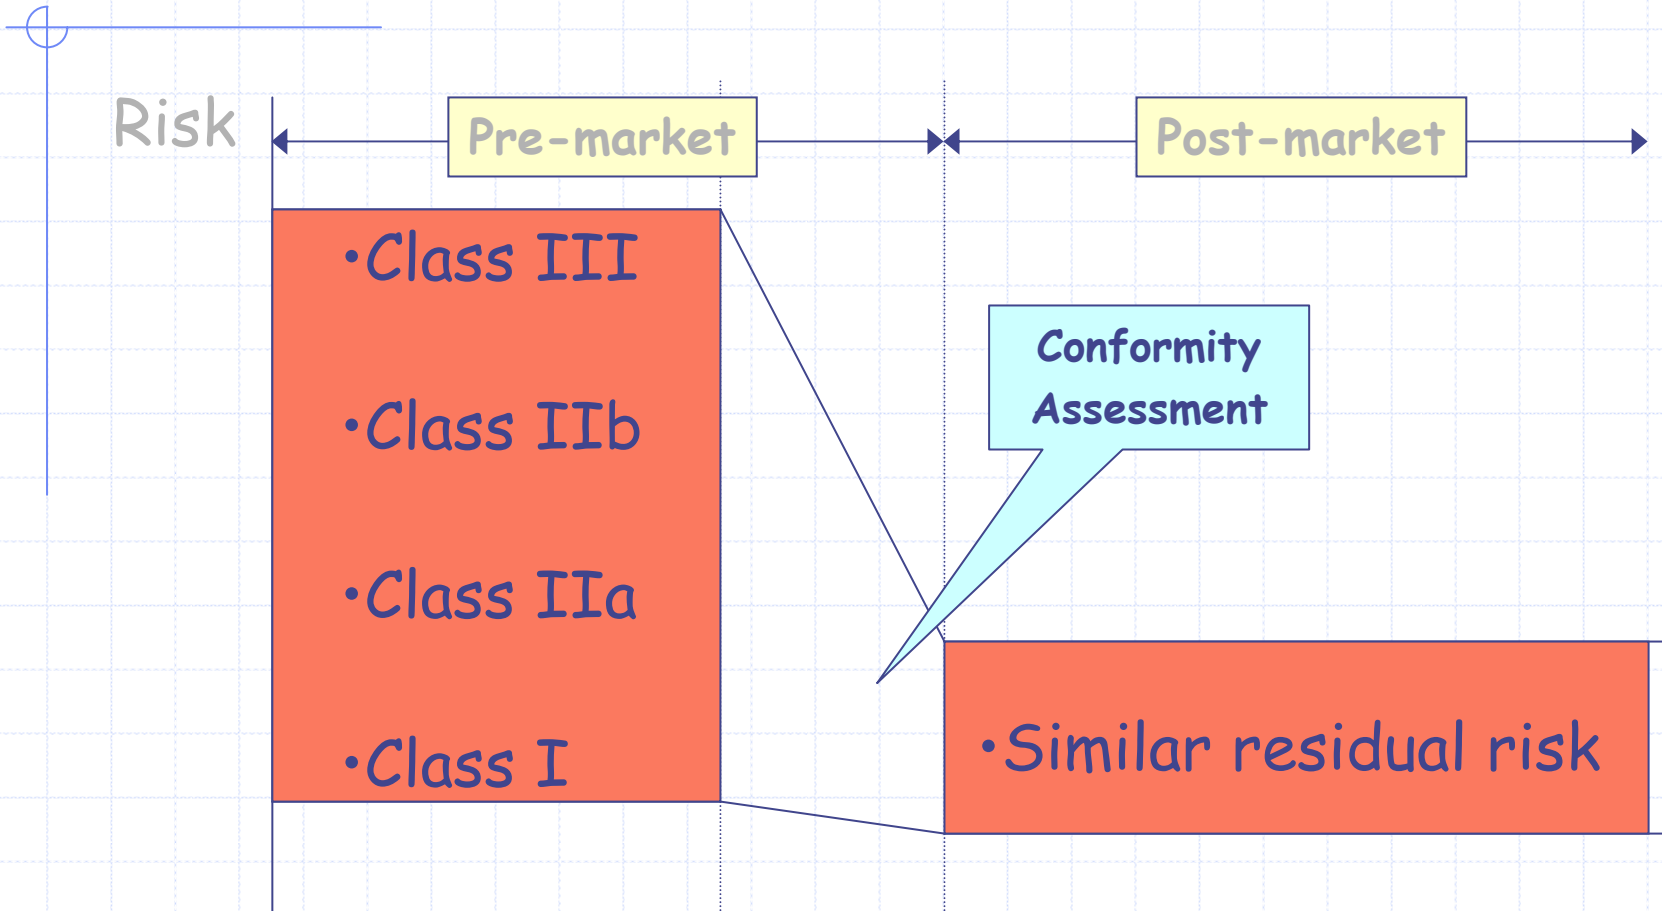 Risk
Pre-market
Post-market
•Class III
•Class IIb
•Class IIa
•Class I
Conformity
Assessment
•Similar residual risk